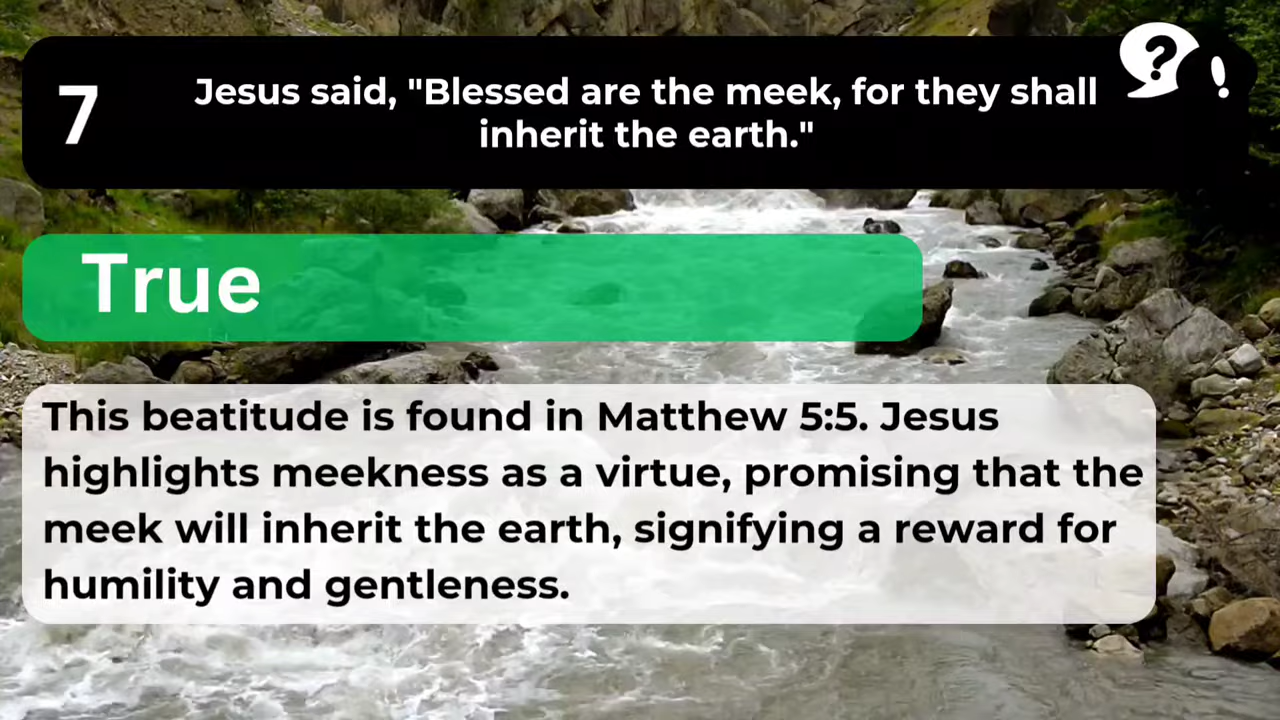 7
Jesus said, "Blessed are the meek, for they shall
inherit the earth."
?
!
True
This beatitude is found in Matthew 5:5. Jesus
highlights meekness as a virtue, promising that the
meek will inherit the earth, signifying a reward for
humility and gentleness.